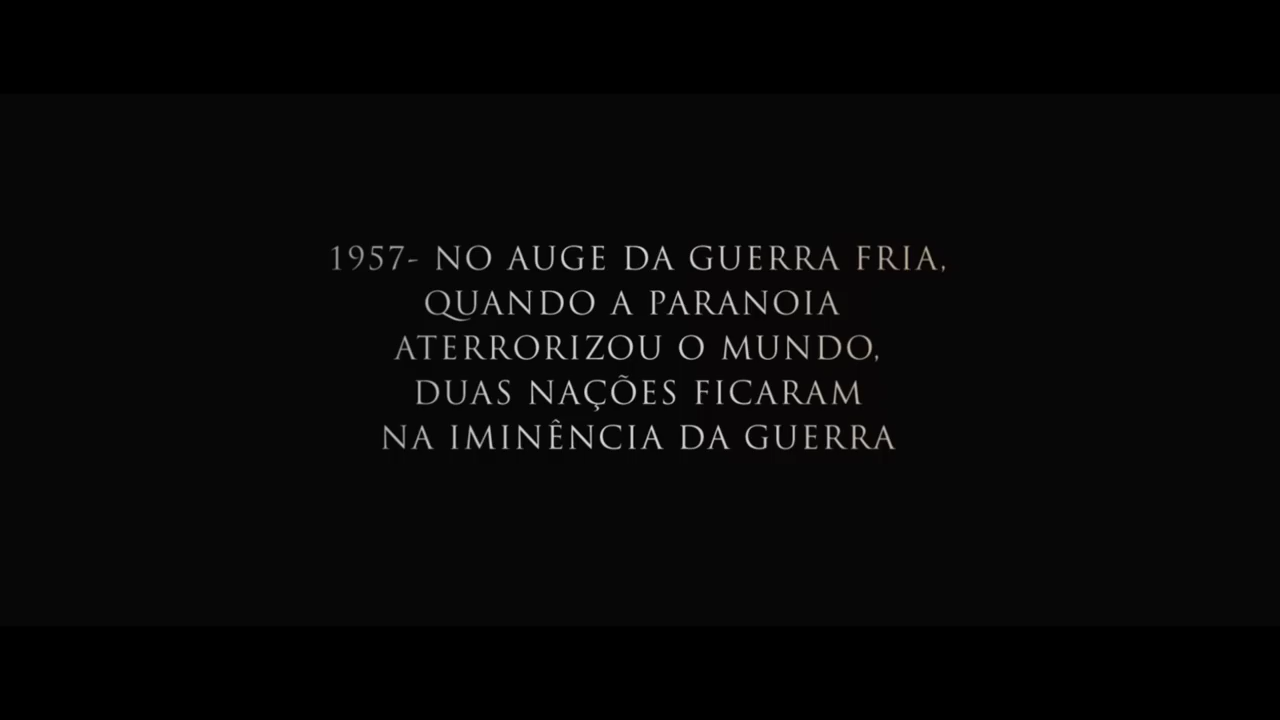 1957- NO AUGE DA GUERRA FRIA,
QUANDO A PARANOIA
ATERRORIZOU O MUNDO,
DUAS NAÇÕES FICARAM
NA IMINÊNCIA DA GUERRA